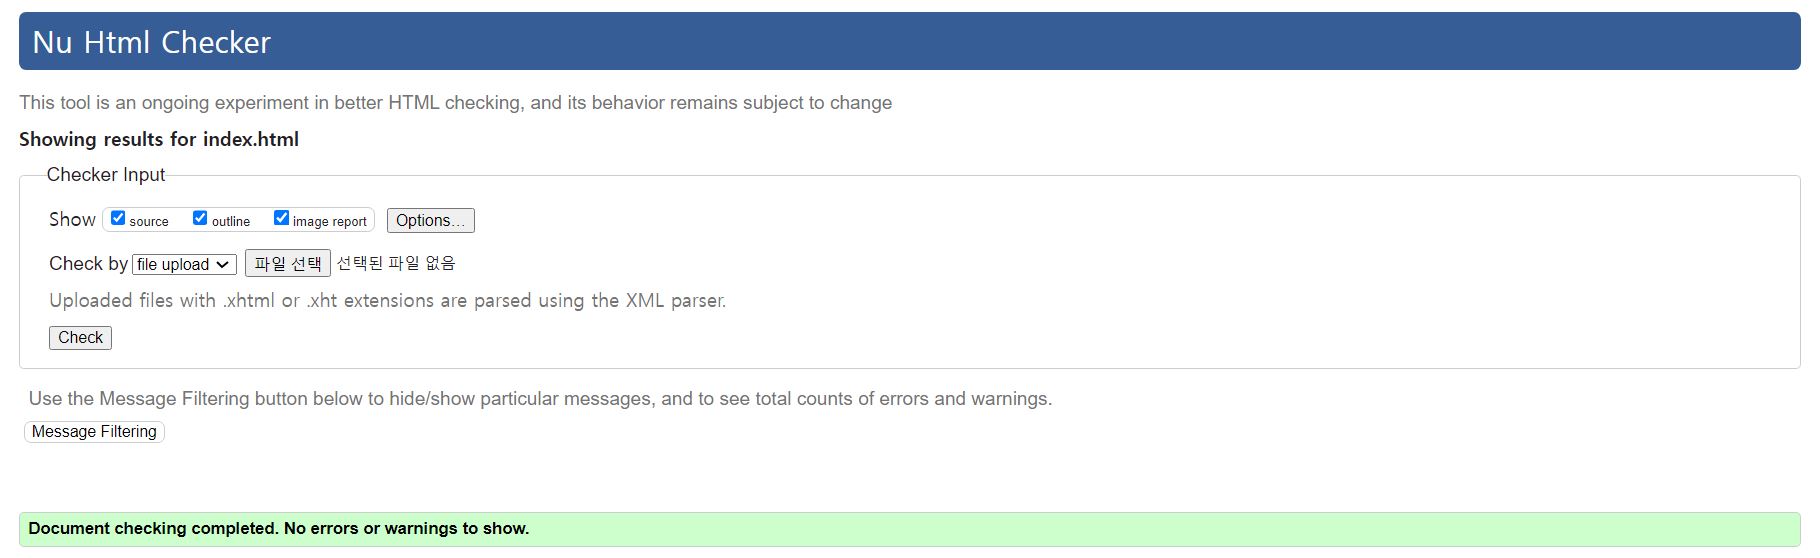 Nu Html Checker
This tool is an ongoing experiment in better HTML checking, and its behavior remains subject to change
Showing results for index.html
Checker Input
Show source outline image report Options...
Check by file upload 파일 선택 선택된 파일 없음
Uploaded files with .xhtml or .xht extensions are parsed using the XML parser.
Check
Use the Message Filtering button below to hide/show particular messages, and to see total counts of errors and warnings.
Message Filtering
Document checking completed. No errors or warnings to show.